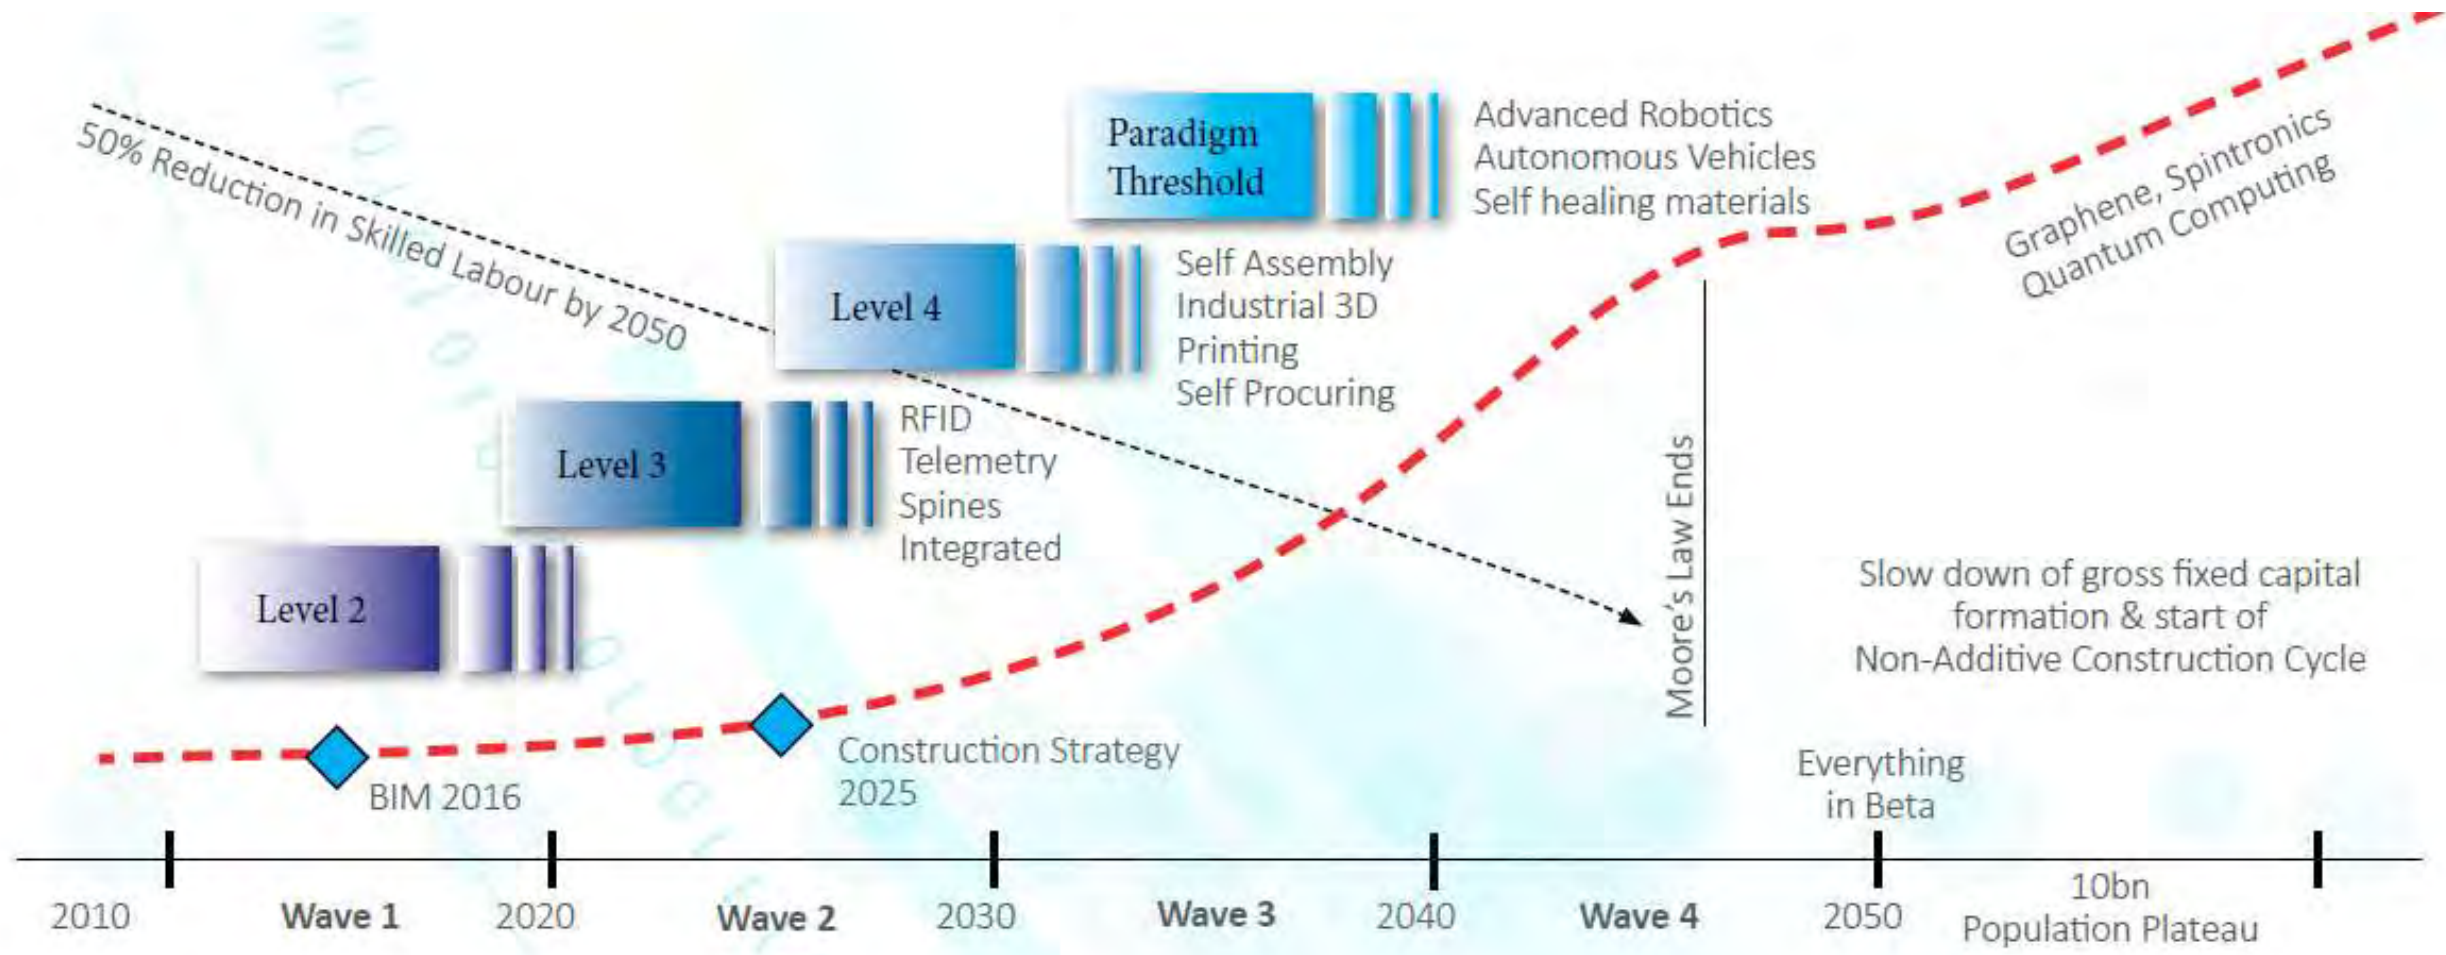 50% Reduction in Skilled Labour by 2050
Paradigm
Threshold
Advanced Robotics
Autonomous Vehicles
Self healing materials
Graphene, Spintronics
Quantum Computing
Level 4
Self Assembly
Industrial 3D
Printing
Self Procuring
Level 3
RFID
Telemetry
Spines
Integrated
Level 2
Moore's Law Ends
Slow down of gross fixed capital
formation & start of
Non-Additive Construction Cycle
BIM 2016
Construction Strategy
2025
Everything
in Beta
2010
Wave 1
2020
Wave 2
2030
Wave 3
2040
Wave 4
2050
10bn
Population Plateau